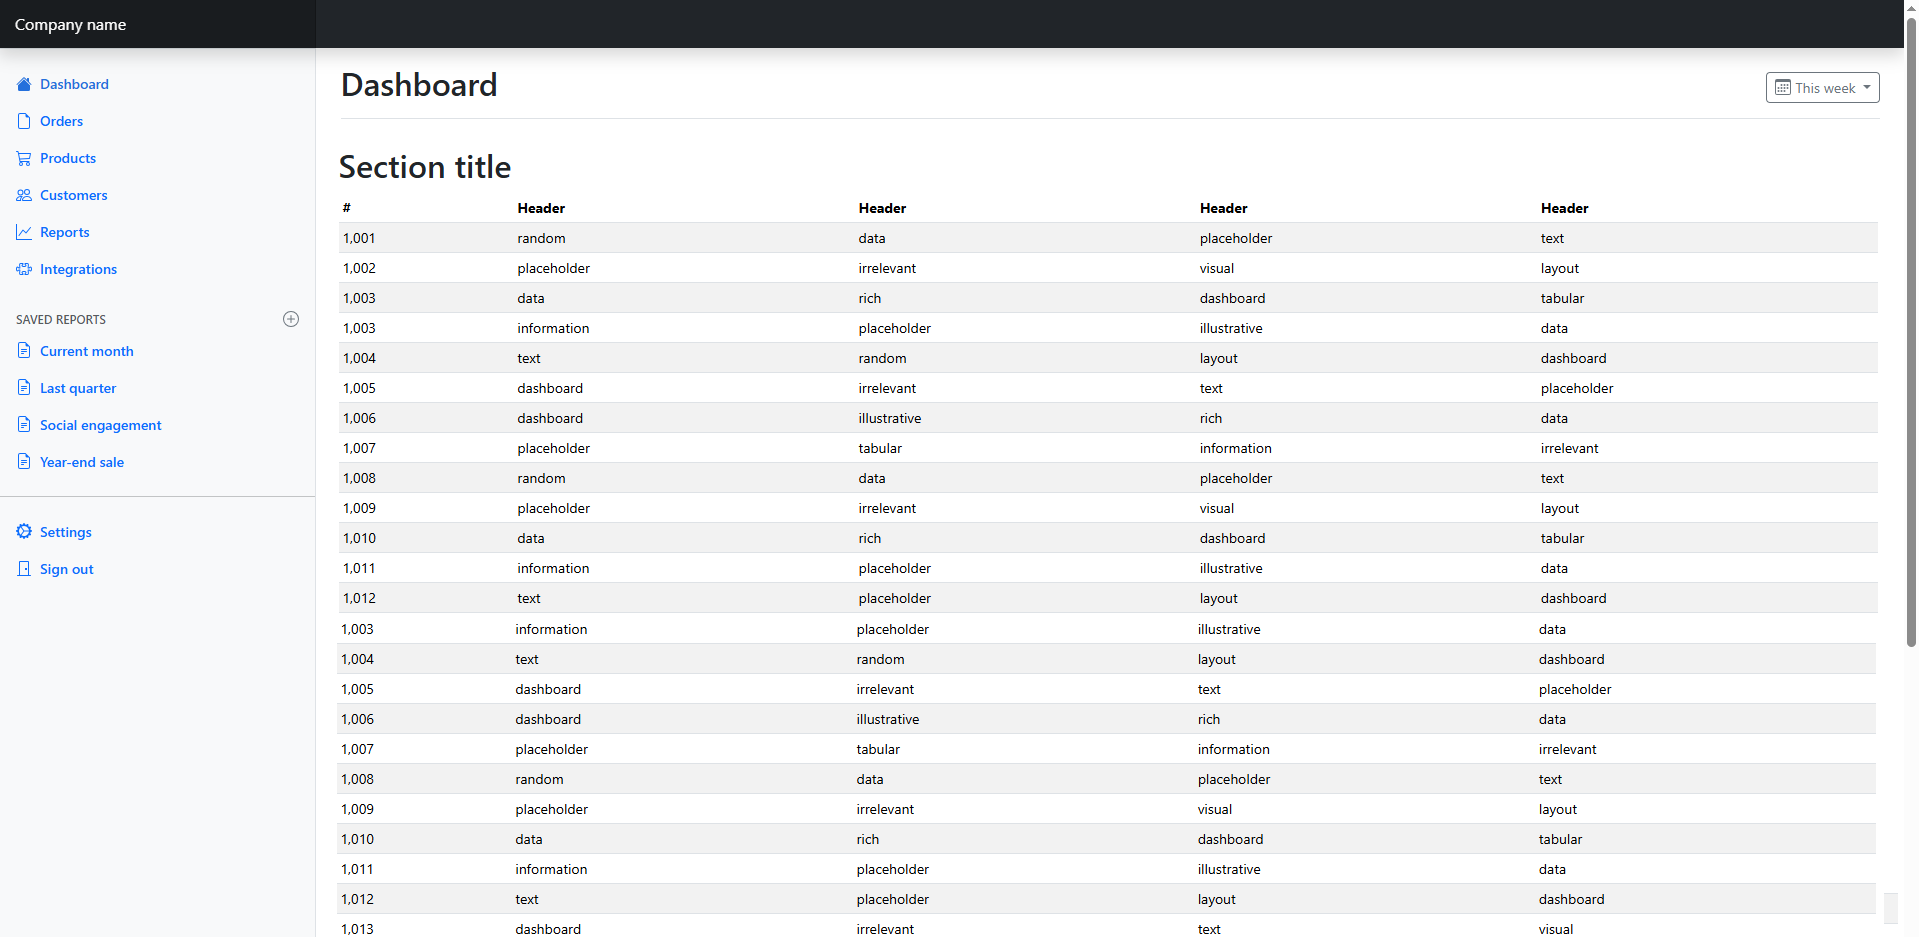 Company name
Dashboard
Orders
Products
Customers
Reports
Integrations
SAVED REPORTS
Current month
Last quarter
Social engagement
Year-end sale
Settings
Sign out
Dashboard
This week
Section title
# Header Header Header Header
1,001 random data placeholder text
1,002 placeholder irrelevant visual layout
1,003 data rich dashboard tabular
1,003 information placeholder illustrative data
1,004 text random layout dashboard
1,005 dashboard irrelevant text placeholder
1,006 dashboard illustrative rich data
1,007 placeholder tabular information irrelevant
1,008 random data placeholder text
1,009 placeholder irrelevant visual layout
1,010 data rich dashboard tabular
1,011 information placeholder illustrative data
1,012 text placeholder layout dashboard
1,003 information placeholder illustrative data
1,004 text random layout dashboard
1,005 dashboard irrelevant text placeholder
1,006 dashboard illustrative rich data
1,007 placeholder tabular information irrelevant
1,008 random data placeholder text
1,009 placeholder irrelevant visual layout
1,010 data rich dashboard tabular
1,011 information placeholder illustrative data
1,012 text placeholder layout dashboard
1,013 dashboard irrelevant text visual